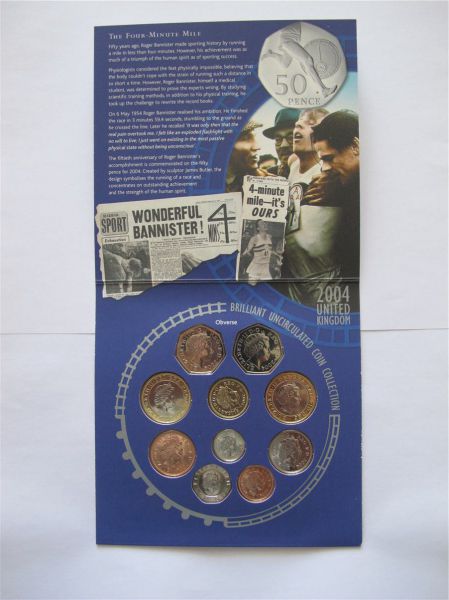 THE FOUR-MINUTE MILE
Fifty years ago, Roger Bannister made sporting history by running
a mile in less than four minutes. However, his achievement was as
much of a triumph of the human spirit as of sporting success.
Physiologists considered the feat physically impossible, believing that
the body couldn't cope with the strain of running such a distance in
so short a time. However, Roger Bannister, himself a medical
student, was determined to prove the experts wrong. By studying
scientific training methods, in addition to his physical training, he
took up the challenge to rewrite the record books.
On 6 May 1954 Roger Bannister realised his ambition. He finished
the race in 3 minutes 59.4 seconds, stumbling to the ground as
he crossed the line. Later he recalled 'It was only then that the
real pain overtook me. I felt like an exploded flashlight with
no will to live; I just went on existing in the most passive
physical state without being unconscious'.
The fiftieth anniversary of Roger Bannister's
accomplishment is commemorated on the fifty
pence for 2004. Created by sculptor James Butler, the
design symbolises the running of a race and
concentrates on outstanding achievement
and the strength of the human spirit.
50
PENCE
SPORT
WONDERFUL
BANNISTER!
4
4-minute
mile—it's
OURS
2004
UNITED
KINGDOM
BRILLIANT UNCIRCULATED COIN COLLECTION
Obverse